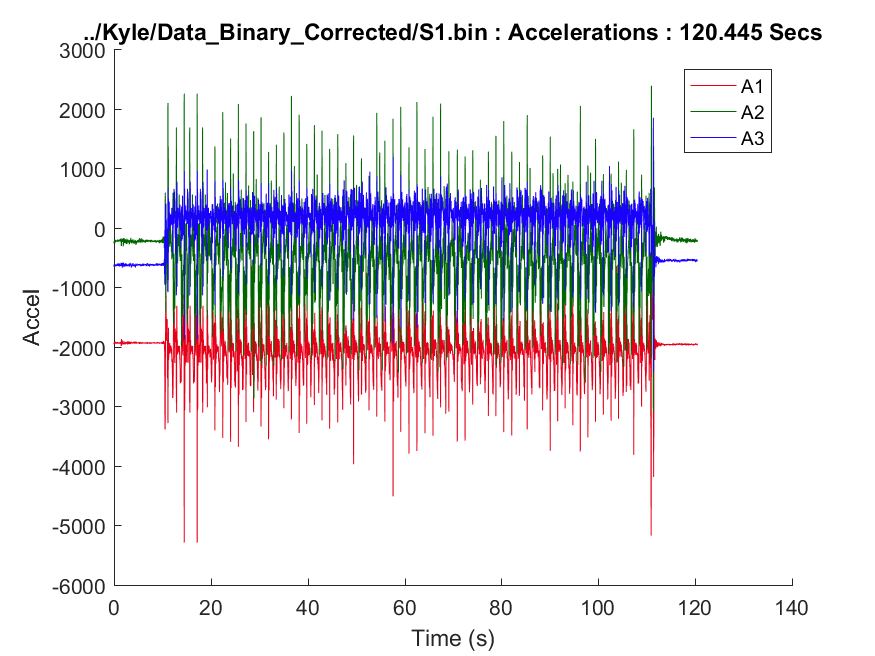 ../Kyle/Data_Binary_Corrected/S1.bin : Accelerations : 120.445 Secs
3000
2000
1000
0
-1000
-2000
-3000
-4000
-5000
-6000
Accel
A1
A2
A3
0 20 40 60 80 100 120 140
Time (s)